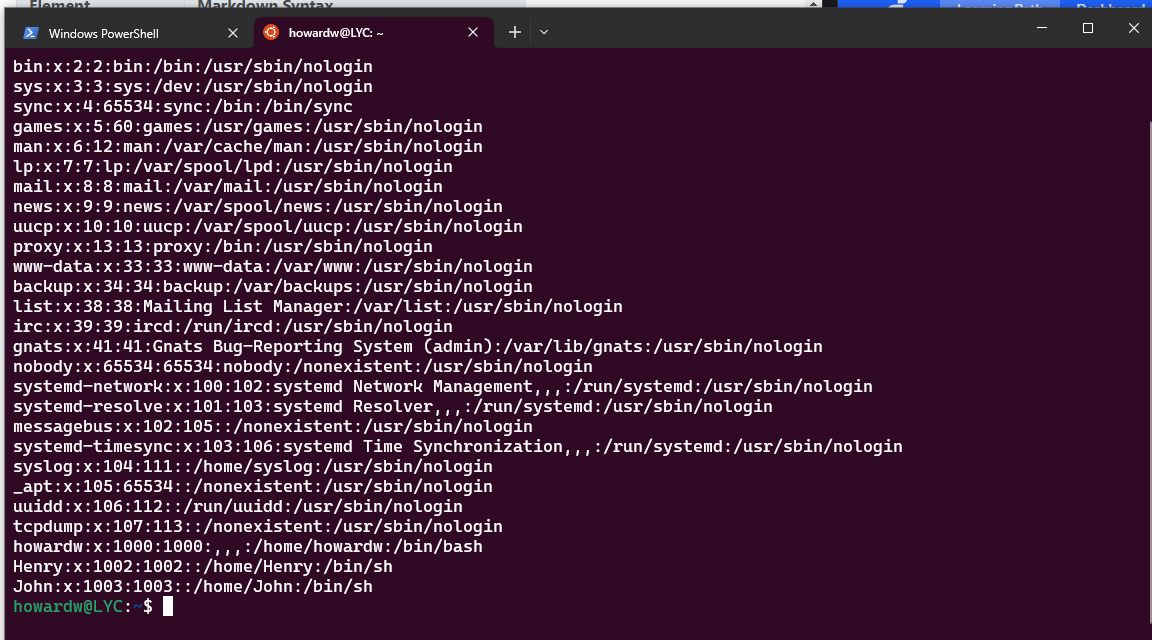 Element Markdown Syntax
Learning Path Dashboard
Windows PowerShell
howardw@LYC: ~
bin:x:2:2:bin:/bin:/usr/sbin/nologin
sys:x:3:3:sys:/dev:/usr/sbin/nologin
sync:x:4:65534:sync:/bin:/bin/sync
games:x:5:60:games:/usr/games:/usr/sbin/nologin
man:x:6:12:man:/var/cache/man:/usr/sbin/nologin
lp:x:7:7:lp:/var/spool/lpd:/usr/sbin/nologin
mail:x:8:8:mail:/var/mail:/usr/sbin/nologin
news:x:9:9:news:/var/spool/news:/usr/sbin/nologin
uucp:x:10:10:uucp:/var/spool/uucp:/usr/sbin/nologin
proxy:x:13:13:proxy:/bin:/usr/sbin/nologin
www-data:x:33:33:www-data:/var/www:/usr/sbin/nologin
backup:x:34:34:backup:/var/backups:/usr/sbin/nologin
list:x:38:38:Mailing List Manager:/var/list:/usr/sbin/nologin
irc:x:39:39:ircd:/run/ircd:/usr/sbin/nologin
gnats:x:41:41:Gnats Bug-Reporting System (admin):/var/lib/gnats:/usr/sbin/nologin
nobody:x:65534:65534:nobody:/nonexistent:/usr/sbin/nologin
systemd-network:x:100:102:systemd Network Management,,,:/run/systemd:/usr/sbin/nologin
systemd-resolve:x:101:103:systemd Resolver,,,:/run/systemd:/usr/sbin/nologin
messagebus:x:102:105::/nonexistent:/usr/sbin/nologin
systemd-timesync:x:103:106:systemd Time Synchronization,,,:/run/systemd:/usr/sbin/nologin
syslog:x:104:111::/home/syslog:/usr/sbin/nologin
_apt:x:105:65534::/nonexistent:/usr/sbin/nologin
uuidd:x:106:112::/run/uuidd:/usr/sbin/nologin
tcpdump:x:107:113::/nonexistent:/usr/sbin/nologin
howardw:x:1000:1000:,,,:/home/howardw:/bin/bash
Henry:x:1002:1002::/home/Henry:/bin/sh
John:x:1003:1003::/home/John:/bin/sh
howardw@LYC:~$